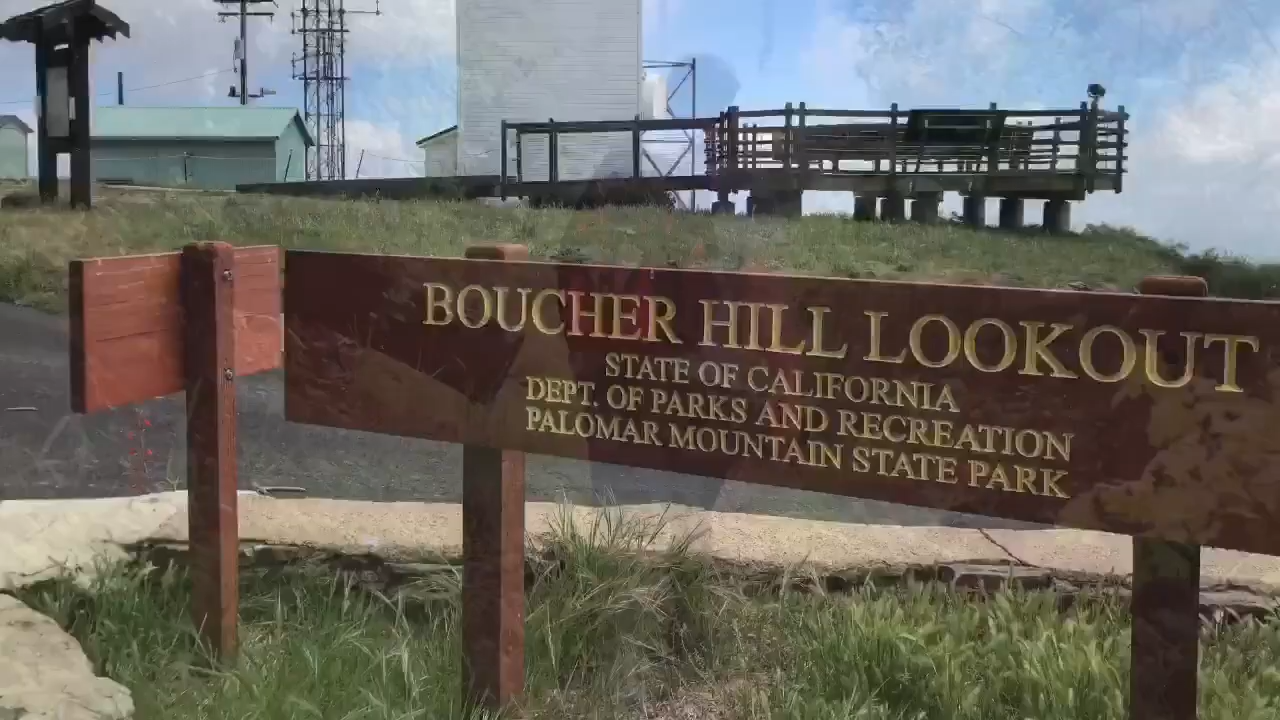 BOUCHER HILL LOOKOUT
STATE OF CALIFORNIA
DEPT. OF PARKS AND RECREATION
PALOMAR MOUNTAIN STATE PARK